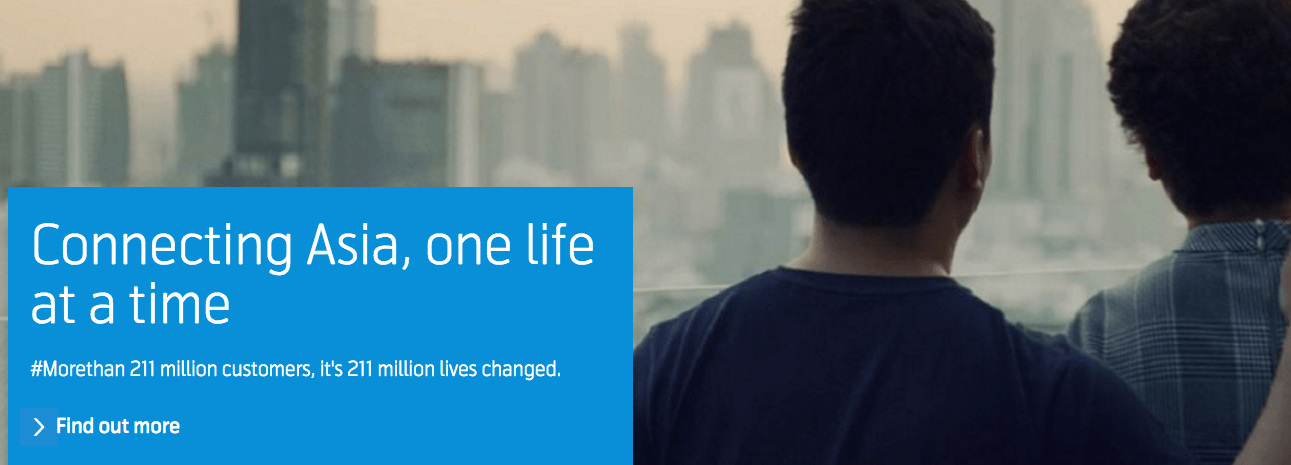 Connecting Asia, one life
at a time
#Morethan 211 million customers, it's 211 million lives changed.
Find out more